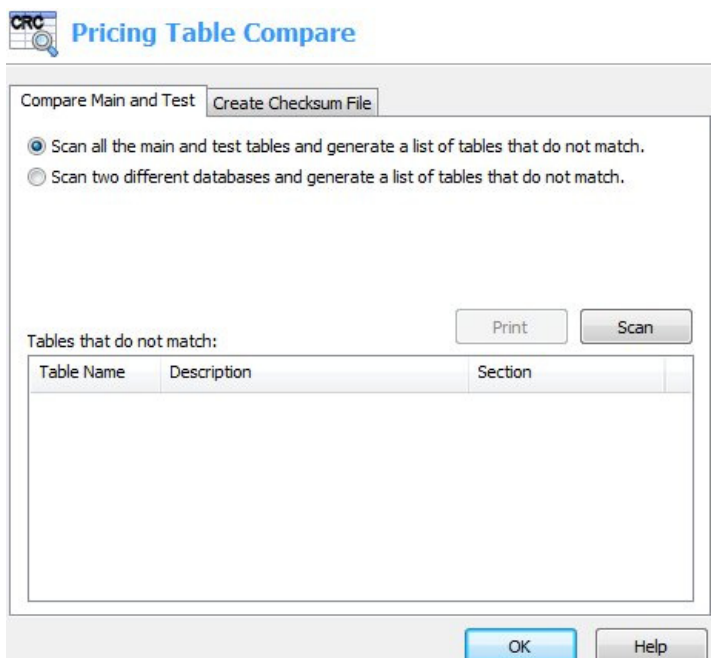 CRC
Pricing Table Compare
Compare Main and Test Create Checksum File
Scan all the main and test tables and generate a list of tables that do not match.
Scan two different databases and generate a list of tables that do not match.
Print Scan
Tables that do not match:
Table Name Description Section
OK Help